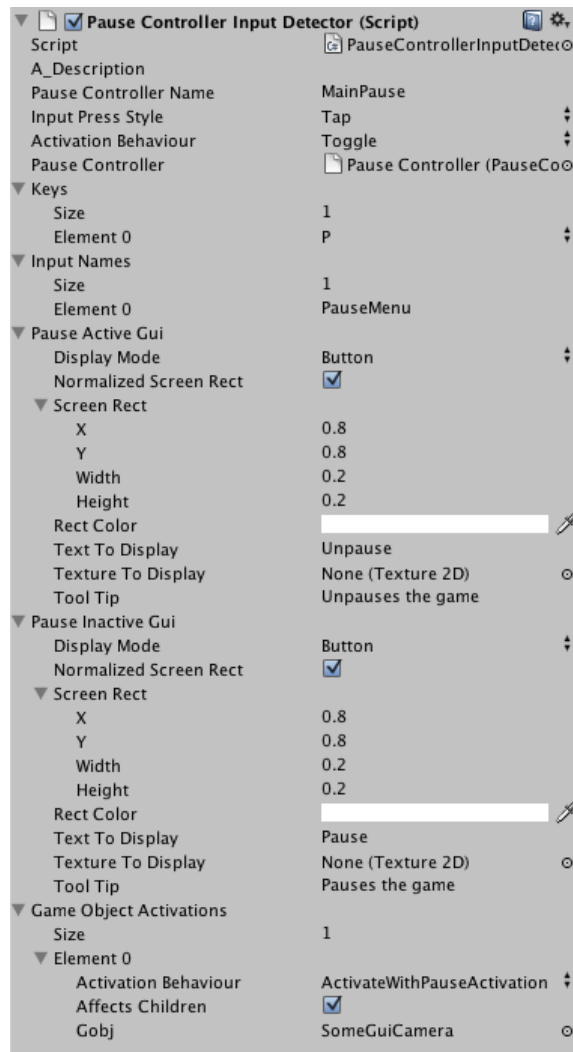 Pause Controller Input Detector (Script)
Script PauseControllerInputDetec
A_Description
Pause Controller Name MainPause
Input Press Style Tap
Activation Behaviour Toggle
Pause Controller Pause Controller (PauseCo
Keys
Size 1
Element 0 P
Input Names
Size 1
Element 0 PauseMenu
Pause Active Gui
Display Mode Button
Normalized Screen Rect
Screen Rect
X 0.8
Y 0.8
Width 0.2
Height 0.2
Rect Color
Text To Display Unpause
Texture To Display None (Texture 2D)
Tool Tip Unpauses the game
Pause Inactive Gui
Display Mode Button
Normalized Screen Rect
Screen Rect
X 0.8
Y 0.8
Width 0.2
Height 0.2
Rect Color
Text To Display Pause
Texture To Display None (Texture 2D)
Tool Tip Pauses the game
Game Object Activations
Size 1
Element 0
Activation Behaviour ActivateWithPauseActivation
Affects Children
Gobj SomeGuiCamera